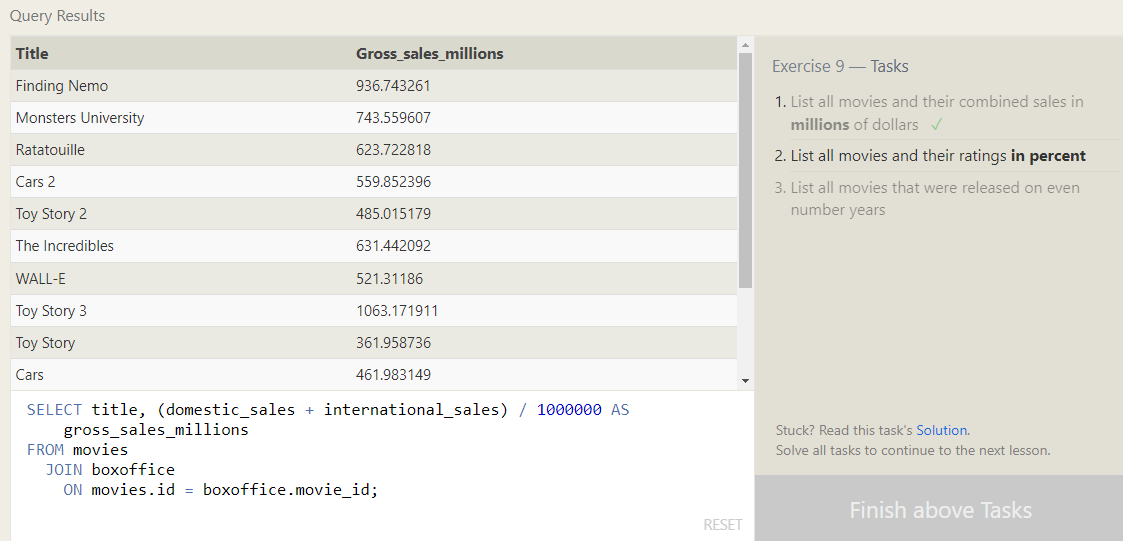 Query Results
Title Gross_sales_millions
Finding Nemo 936.743261
Monsters University 743.559607
Ratatouille 623.722818
Cars 2 559.852396
Toy Story 2 485.015179
The Incredibles 631.442092
WALL-E 521.31186
Toy Story 3 1063.171911
Toy Story 361.958736
Cars 461.983149
SELECT title, (domestic_sales + international_sales) / 1000000 AS
gross_sales_millions
FROM movies
JOIN boxoffice
ON movies.id = boxoffice.movie_id;
RESET
Exercise 9 — Tasks
1. List all movies and their combined sales in
millions of dollars ✓
2. List all movies and their ratings in percent
3. List all movies that were released on even
number years
Stuck? Read this task's Solution.
Solve all tasks to continue to the next lesson.
Finish above Tasks